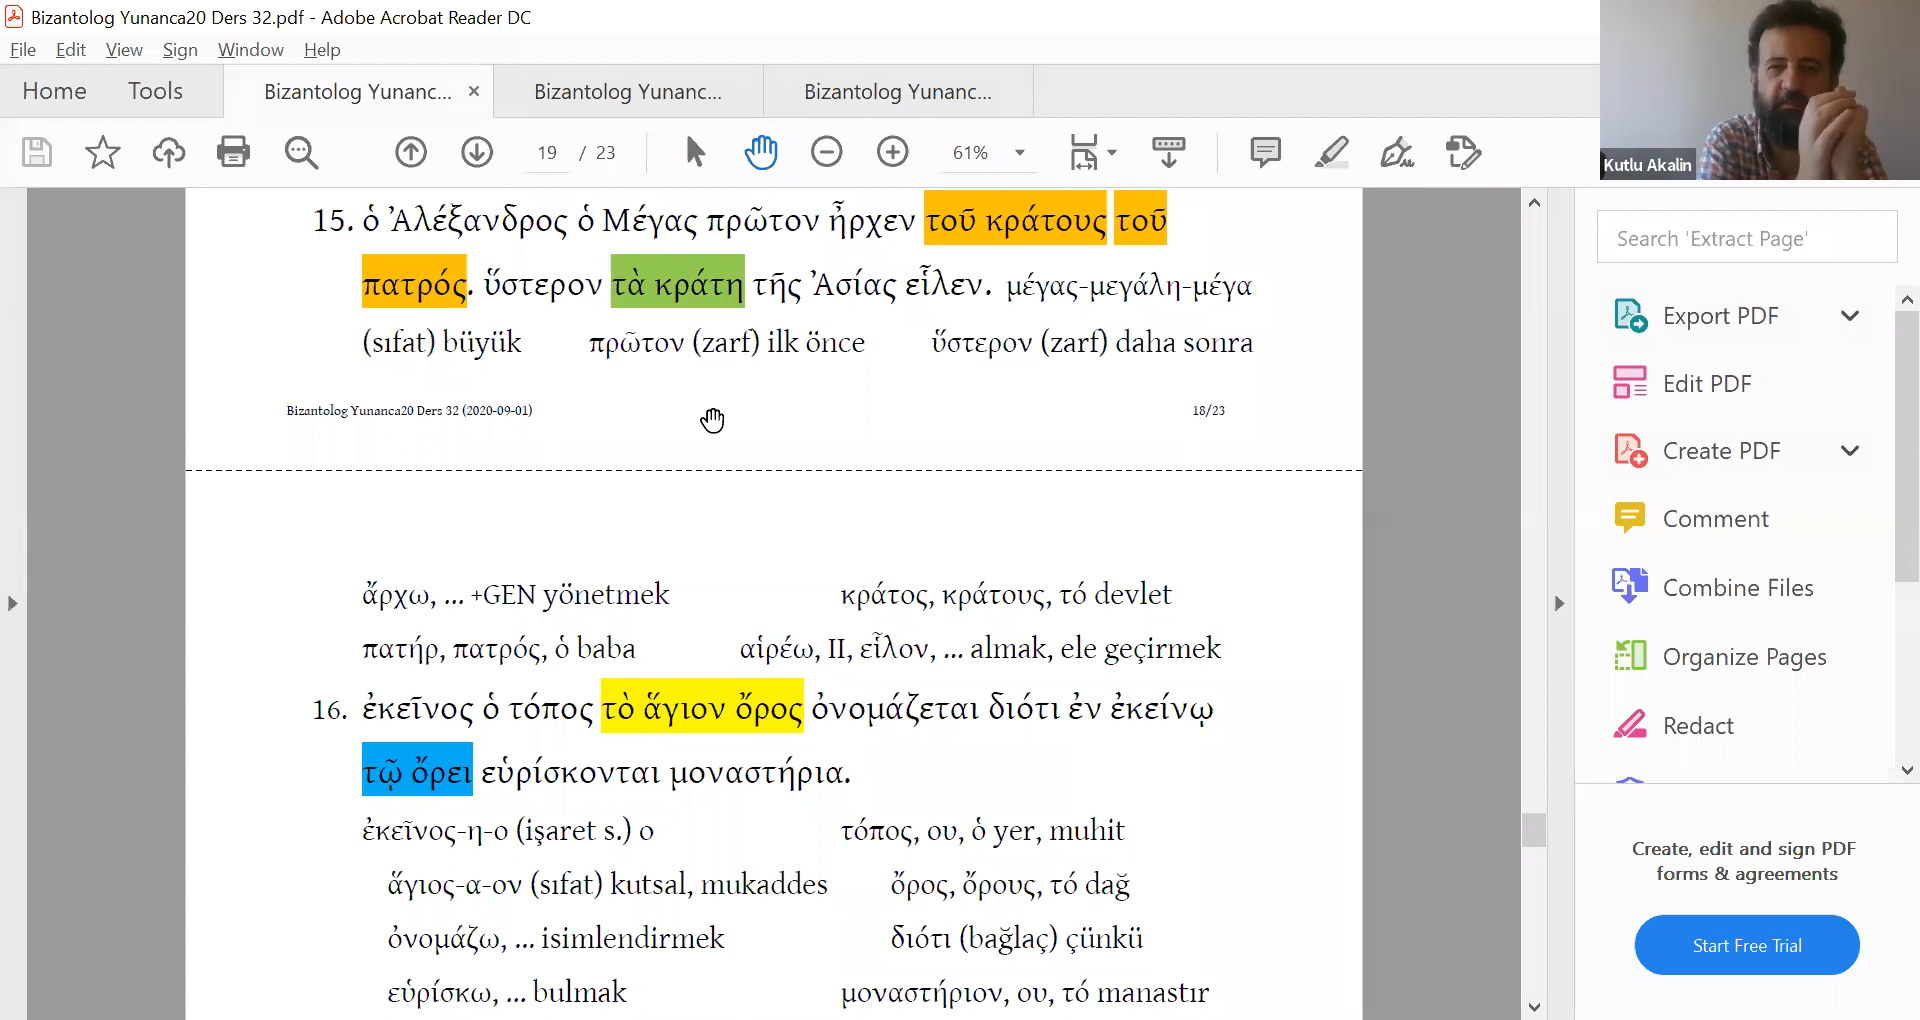 Bizantolog Yunanca20 Ders 32.pdf - Adobe Acrobat Reader DC
File Edit View Sign Window Help
Home Tools Bizantolog Yunanc... × Bizantolog Yunanc... Bizantolog Yunanc...
19 / 23 61%
Kutlu Akalin
15. ὁ Ἀλέξανδρος ὁ Μέγας πρῶτον ἦρχεν τοῦ κράτους τοῦ
πατρός. ὕστερον τὰ κράτη τῆς Ἀσίας εἷλεν. μέγας-μεγάλη-μέγα
(sıfat) büyük πρῶτον (zarf) ilk önce ὕστερον (zarf) daha sonra
Bizantolog Yunanca20 Ders 32 (2020-09-01) 18/23
ἄρχω, ... +GEN yönetmek κράτος, κράτους, τό devlet
πατήρ, πατρός, ὁ baba αἱρέω, II, εἷλον, ... almak, ele geçirmek
16. ἐκεῖνος ὁ τόπος τὸ ἅγιον ὄρος ὀνομάζεται διότι ἐν ἐκείνῳ
τῷ ὄρει εὑρίσκονται μοναστήρια.
ἐκεῖνος-η-ο (işaret s.) o τόπος, ου, ὁ yer, muhit
ἅγιος-α-ον (sıfat) kutsal, mukaddes ὄρος, ὄρους, τό dağ
ὀνομάζω, ... isimlendirmek διότι (bağlaç) çünkü
εὑρίσκω, ... bulmak μοναστήριον, ου, τό manastır
Search 'Extract Page'
Export PDF
Edit PDF
Create PDF
Comment
Combine Files
Organize Pages
Redact
Create, edit and sign PDF
forms & agreements
Start Free Trial